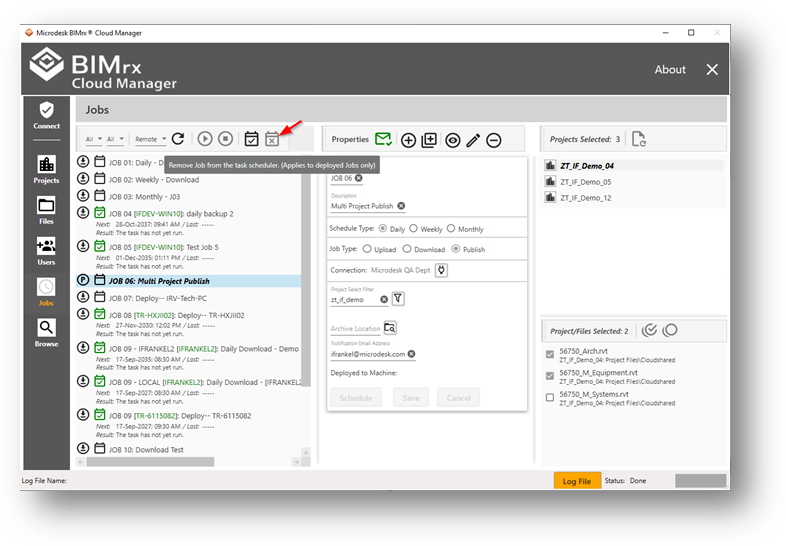 Microdesk BIMrx® Cloud Manager
BIMrx
Cloud Manager
About
Connect
Projects
Files
Users
Jobs
Browse
Jobs
All All Remote
Remove Job from the task scheduler. (Applies to deployed Jobs only)
JOB 01: Daily - D
JOB 02: Weekly - Download
JOB 03: Monthly - J03
JOB 04 [IFDEV-WIN10]: daily backup 2
Next: 28-Oct-2037: 09:41 AM / Last: -----
Result: The task has not yet run.
JOB 05 [IFDEV-WIN10]: Test Job 5
Next: 01-Dec-2035: 01:11 PM / Last: -----
Result: The task has not yet run.
P JOB 06: Multi Project Publish
JOB 07: Deploy-- IRV-Tech-PC
JOB 08 [TR-HXJII02]: Deploy-- TR-HXJII02
Next: 27-Nov-2030: 12:02 PM / Last: -----
Result: The task has not yet run.
JOB 09 - IFRANKEL2 [IFRANKEL2]: Daily Download - Demo
Next: 17-Sep-2035: 08:30 AM / Last: -----
Result: The task has not yet run.
JOB 09 - LOCAL [IFRANKEL2]: Daily Download - [IFRANKEL2
Next: 17-Sep-2027: 08:30 AM / Last: -----
Result: The task has not yet run.
JOB 09 [TR-6115082]: Deploy-- TR-6115082
Next: 17-Sep-2027: 09:30 AM / Last: -----
Result: The task has not yet run.
JOB 10: Download Test
Properties
JOB 06
Description
Multi Project Publish
Schedule Type: Daily Weekly Monthly
Job Type: Upload Download Publish
Connection: Microdesk QA Dept
Project Select Filter
zt_if_demo
Archive Location
Notification Email Address
ifrankel@microdesk.com
Deployed to Machine:
Schedule Save Cancel
Projects Selected: 3
ZT_IF_Demo_04
ZT_IF_Demo_05
ZT_IF_Demo_12
Project/Files Selected: 2
56750_Arch.rvt
ZT_IF_Demo_04: Project Files\Cloudshared
56750_M_Equipment.rvt
ZT_IF_Demo_04: Project Files\Cloudshared
56750_M_Systems.rvt
ZT_IF_Demo_04: Project Files\Cloudshared
Log File Name:
Log File Status: Done